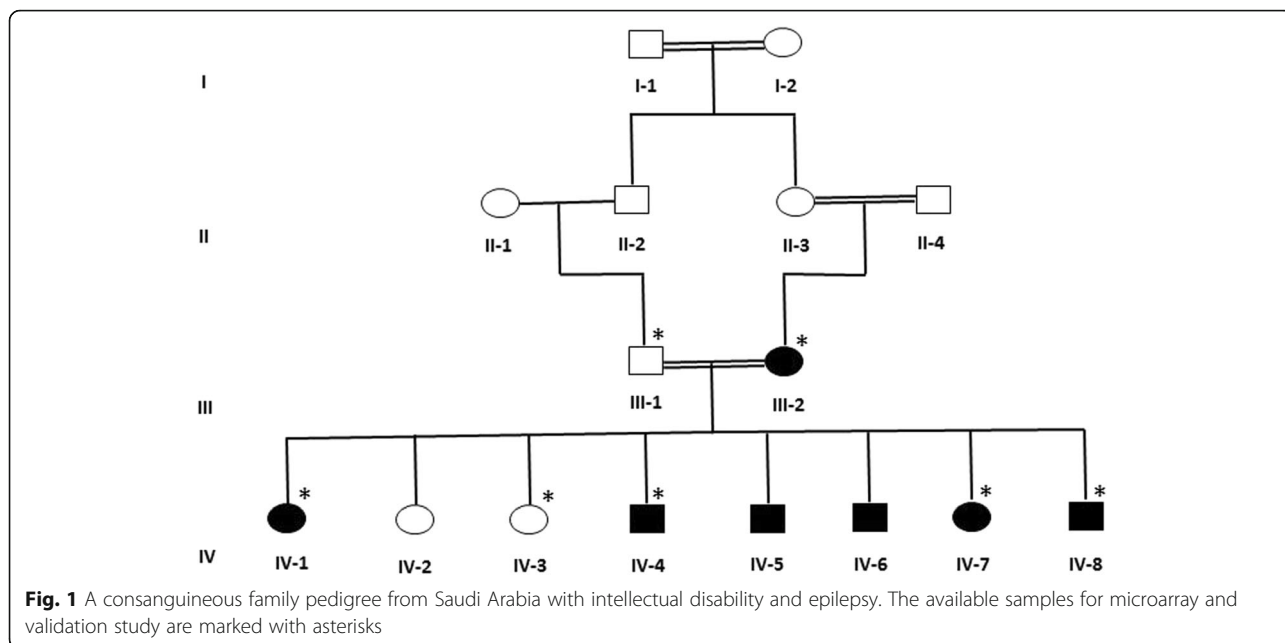 I
I-1 I-2
II
II-1 II-2 II-3 II-4
* *
III-1 III-2
III
* * * * *
IV-1 IV-2 IV-3 IV-4 IV-5 IV-6 IV-7 IV-8
IV
Fig. 1 A consanguineous family pedigree from Saudi Arabia with intellectual disability and epilepsy. The available samples for microarray and
validation study are marked with asterisks